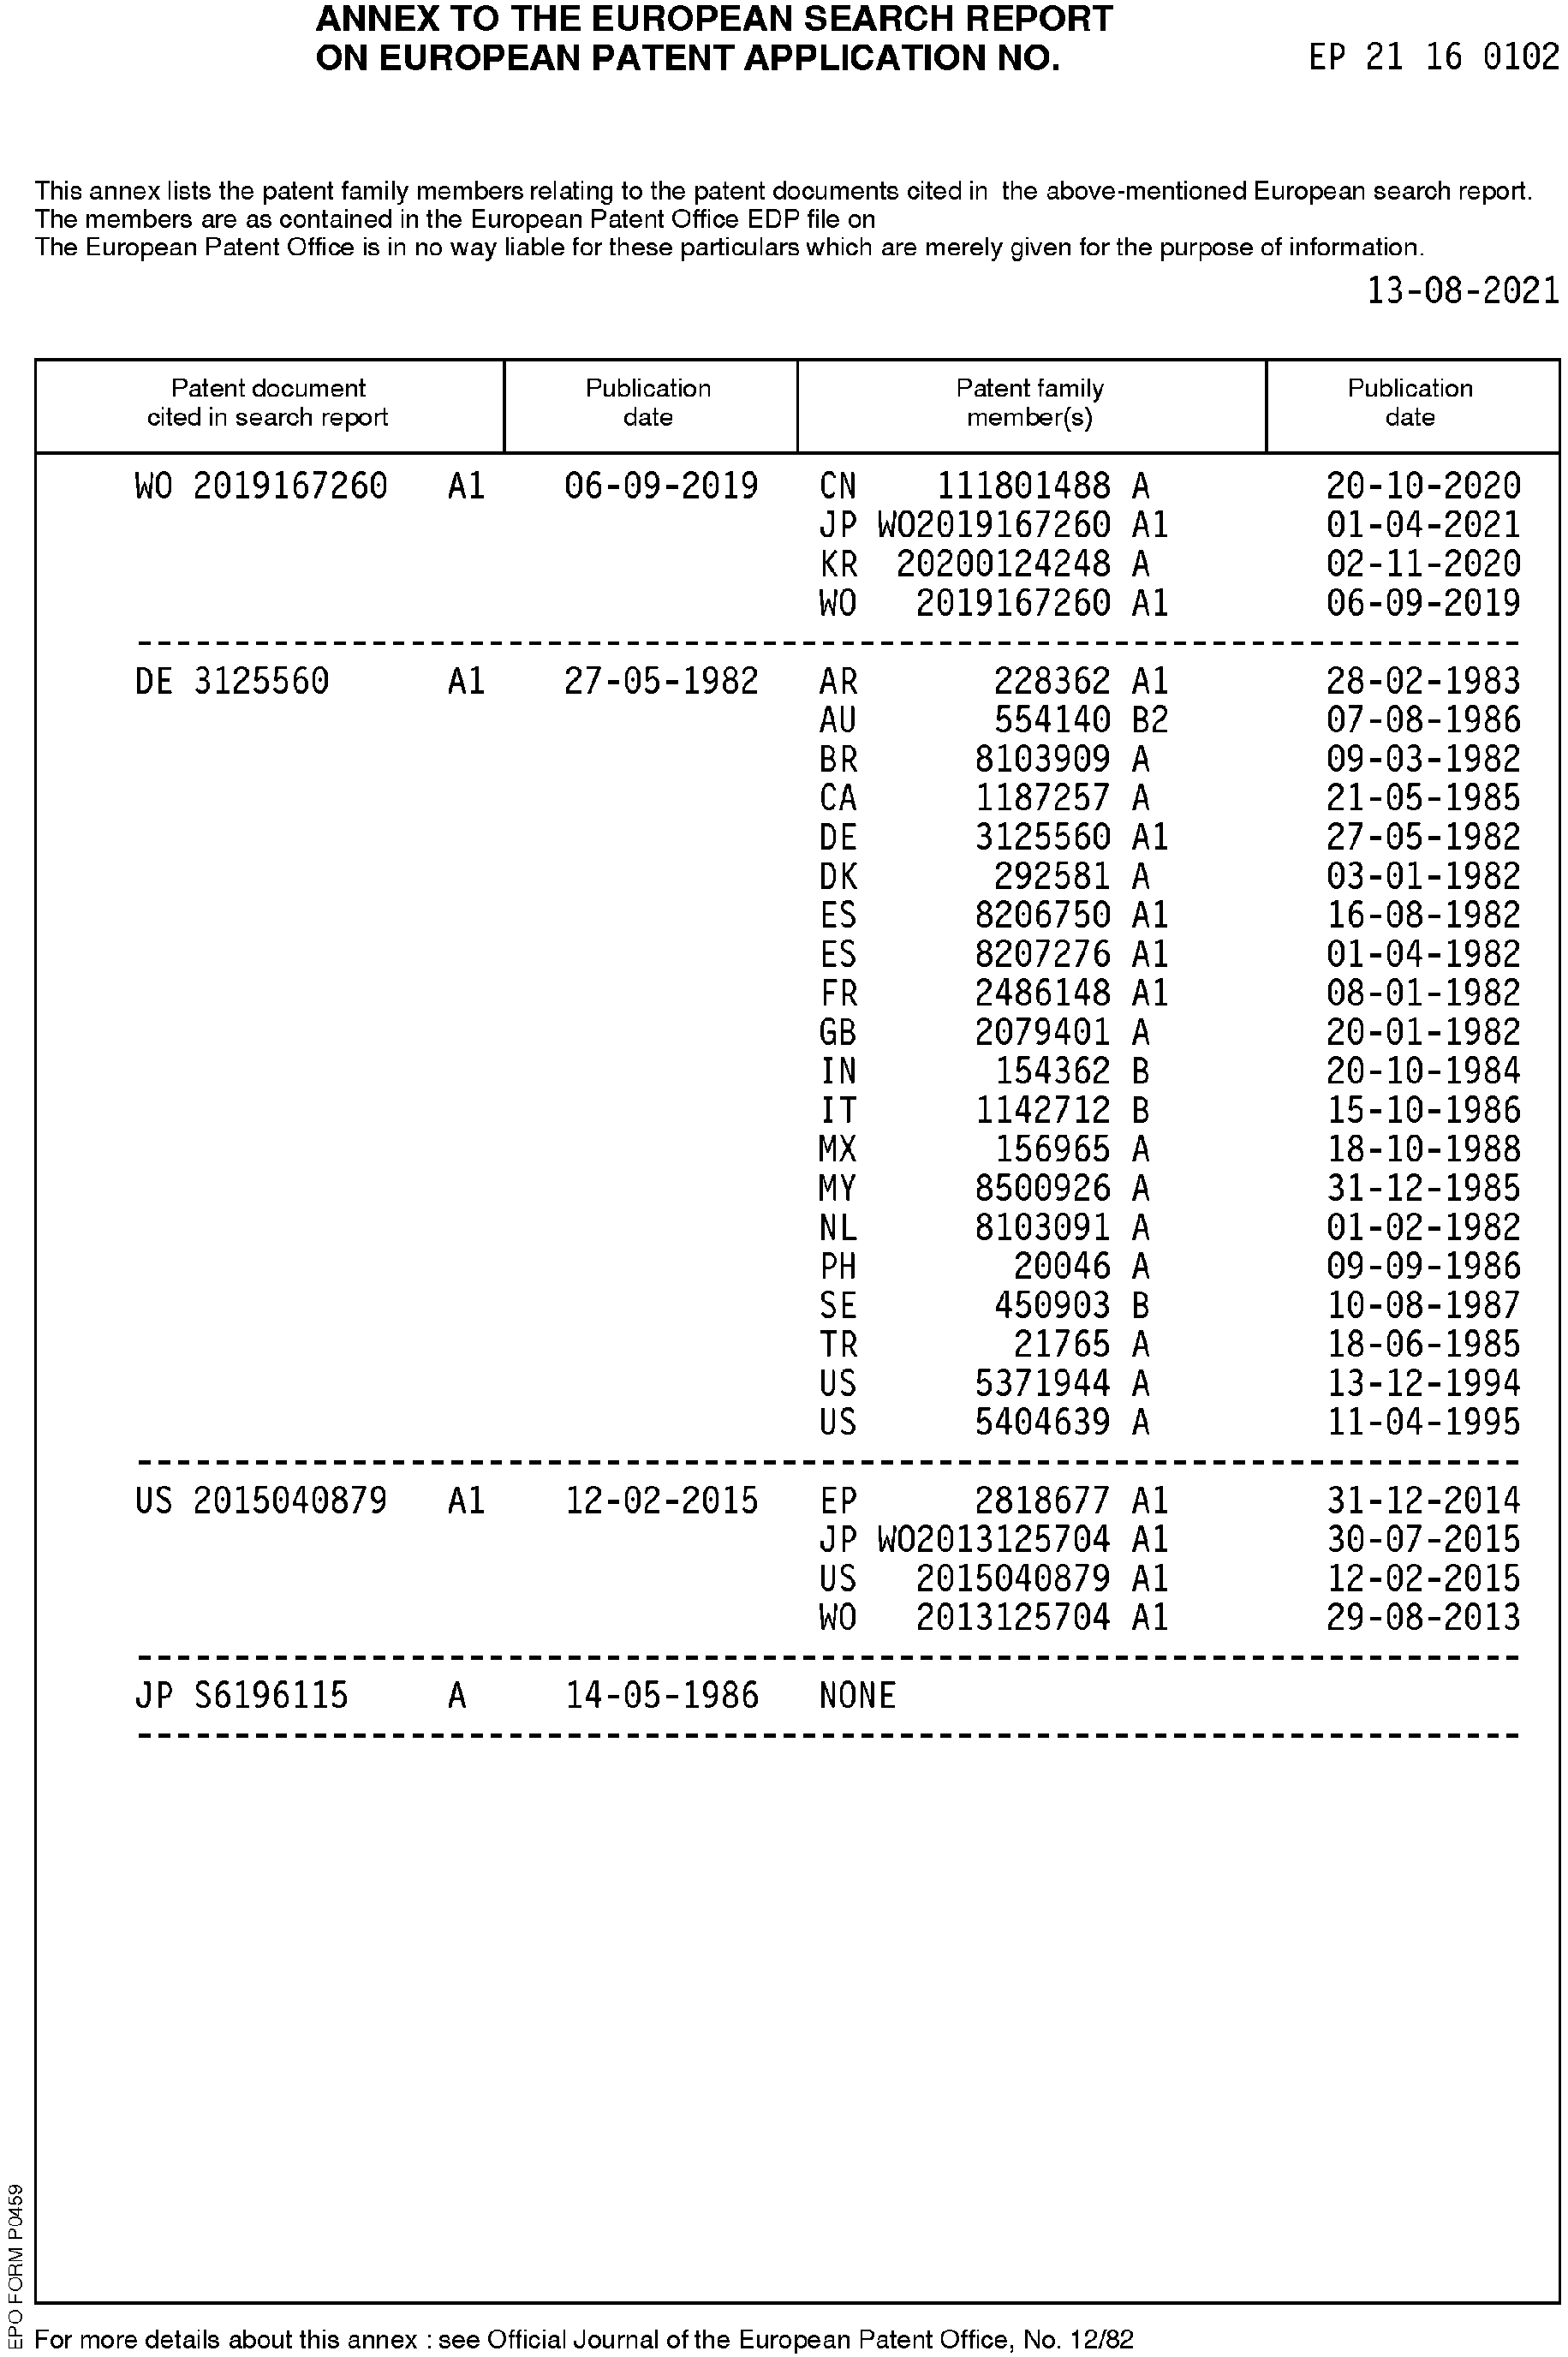 ANNEX TO THE EUROPEAN SEARCH REPORT
ON EUROPEAN PATENT APPLICATION NO. EP 21 16 0102
This annex lists the patent family members relating to the patent documents cited in the above-mentioned European search report.
The members are as contained in the European Patent Office EDP file on
The European Patent Office is in no way liable for these particulars which are merely given for the purpose of information.
13-08-2021
Patent document cited in search report Publication date Patent family member(s) Publication date
WO 2019167260 A1 06-09-2019 CN 111801488 A 20-10-2020
JP WO2019167260 A1 01-04-2021
KR 20200124248 A 02-11-2020
WO 2019167260 A1 06-09-2019
DE 3125560 A1 27-05-1982 AR 228362 A1 28-02-1983
AU 554140 B2 07-08-1986
BR 8103909 A 09-03-1982
CA 1187257 A 21-05-1985
DE 3125560 A1 27-05-1982
DK 292581 A 03-01-1982
ES 8206750 A1 16-08-1982
ES 8207276 A1 01-04-1982
FR 2486148 A1 08-01-1982
GB 2079401 A 20-01-1982
IN 154362 B 20-10-1984
IT 1142712 B 15-10-1986
MX 156965 A 18-10-1988
MY 8500926 A 31-12-1985
NL 8103091 A 01-02-1982
PH 20046 A 09-09-1986
SE 450903 B 10-08-1987
TR 21765 A 18-06-1985
US 5371944 A 13-12-1994
US 5404639 A 11-04-1995
US 2015040879 A1 12-02-2015 EP 2818677 A1 31-12-2014
JP WO2013125704 A1 30-07-2015
US 2015040879 A1 12-02-2015
WO 2013125704 A1 29-08-2013
JP S6196115 A 14-05-1986 NONE
EPO FORM P0459
For more details about this annex : see Official Journal of the European Patent Office, No. 12/82